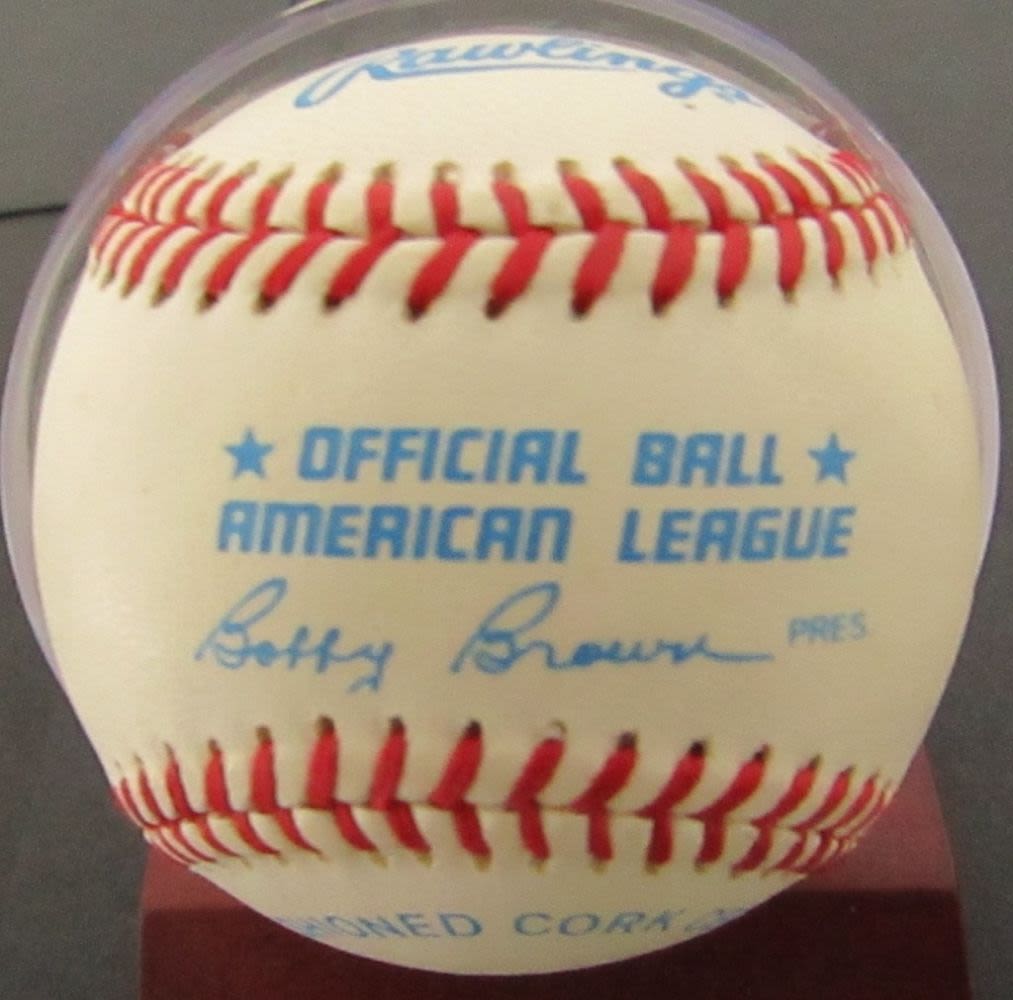 Rawlings
★ OFFICIAL BALL ★
AMERICAN LEAGUE
Bobby Brown PRES.
CORK